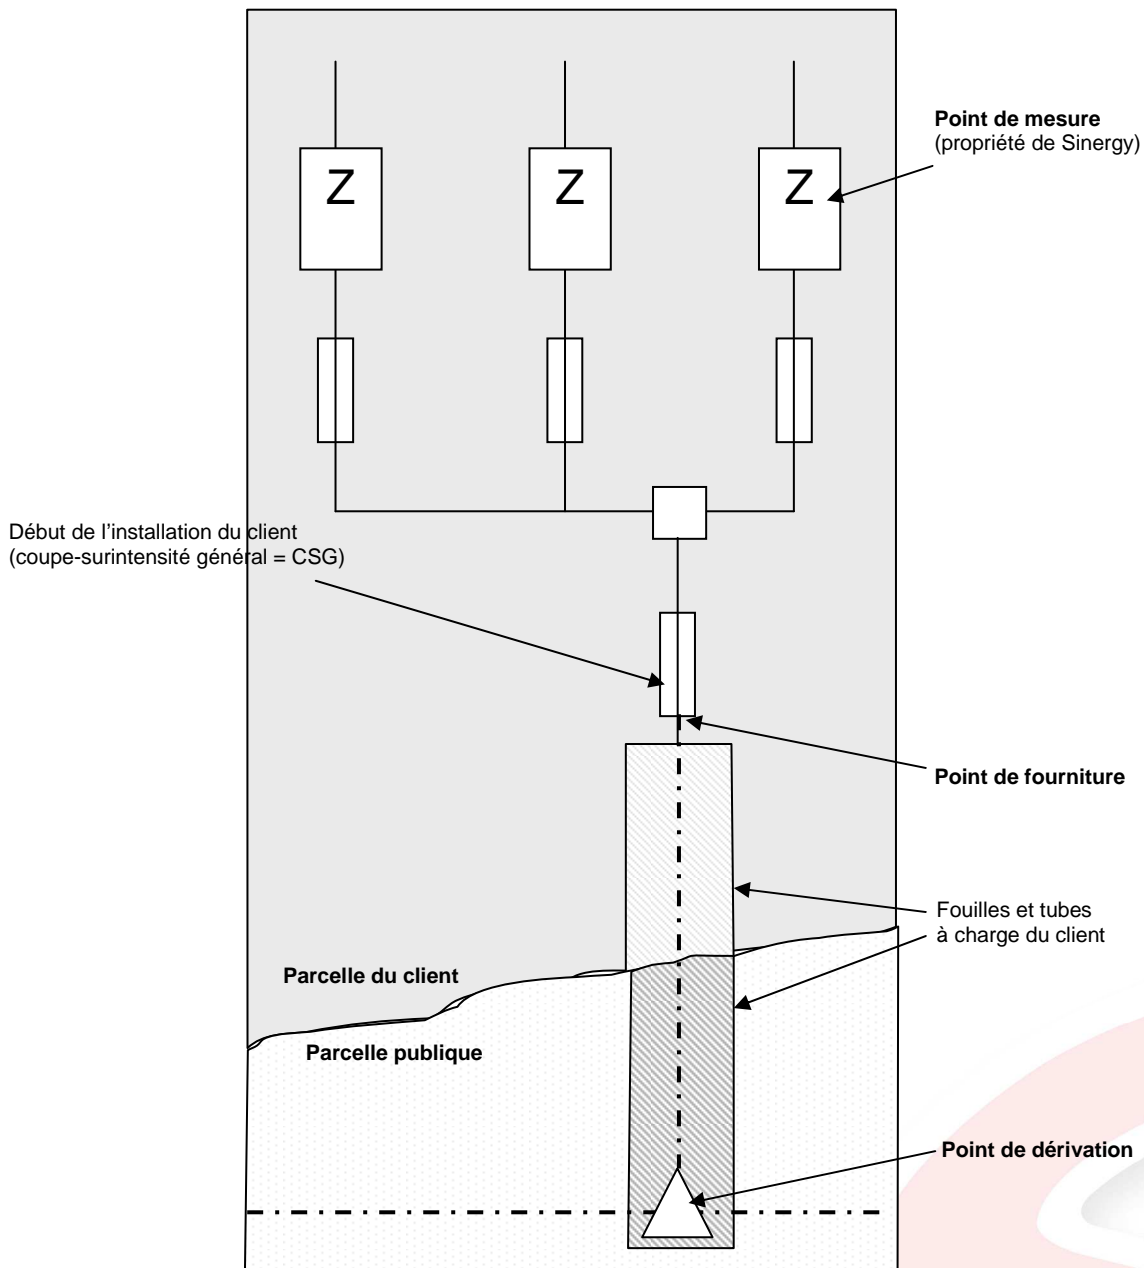 Point de mesure
(propriété de Sinergy)
Z
Z
Z
Début de l'installation du client
(coupe-surintensité général = CSG)
Point de fourniture
Fouilles et tubes
à charge du client
Parcelle du client
Parcelle publique
Point de dérivation